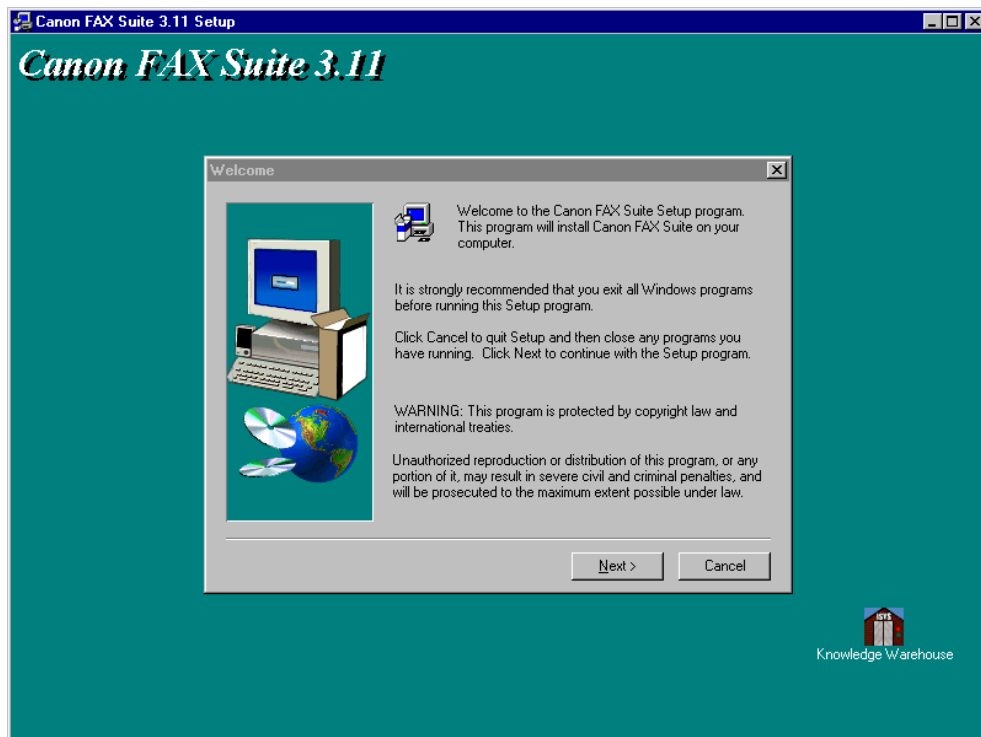 Canon FAX Suite 3.11 Setup
Canon FAX Suite 3.11
Welcome
Welcome to the Canon FAX Suite Setup program.
This program will install Canon FAX Suite on your
computer.
It is strongly recommended that you exit all Windows programs
before running this Setup program.
Click Cancel to quit Setup and then close any programs you
have running.  Click Next to continue with the Setup program.
WARNING: This program is protected by copyright law and
international treaties.
Unauthorized reproduction or distribution of this program, or any
portion of it, may result in severe civil and criminal penalties, and
will be prosecuted to the maximum extent possible under law.
Next >
Cancel
ISYS
Knowledge Warehouse